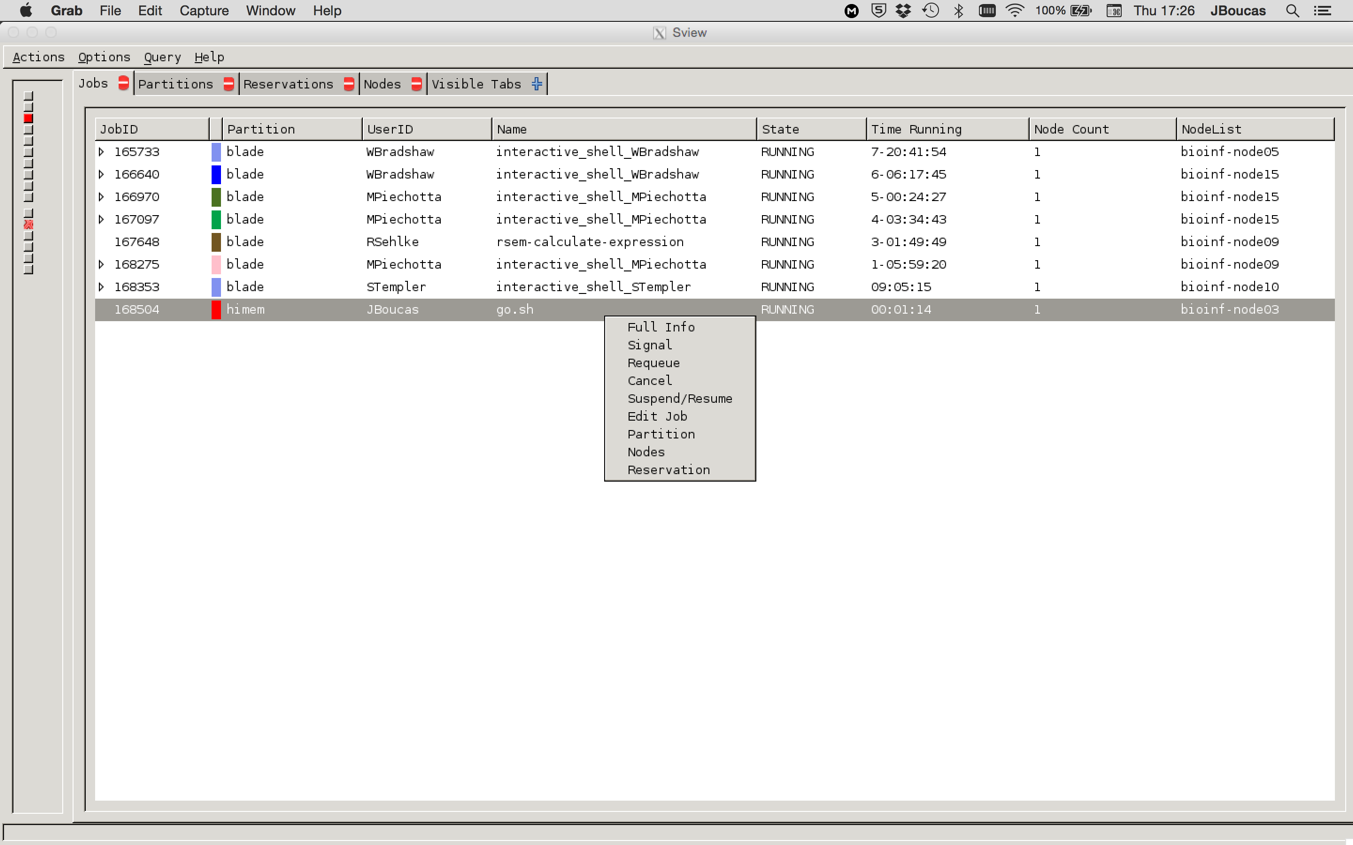 Grab File Edit Capture Window Help 100% Thu 17:26 JBoucas
Sview
Actions Options Query Help
Jobs Partitions Reservations Nodes Visible Tabs
JobID Partition UserID Name State Time Running Node Count NodeList
165733 blade WBradshaw interactive_shell_WBradshaw RUNNING 7-20:41:54 1 bioinf-node05
166640 blade WBradshaw interactive_shell_WBradshaw RUNNING 6-06:17:45 1 bioinf-node15
166970 blade MPiechotta interactive_shell_MPiechotta RUNNING 5-00:24:27 1 bioinf-node15
167097 blade MPiechotta interactive_shell_MPiechotta RUNNING 4-03:34:43 1 bioinf-node15
167648 blade RSehlke rsem-calculate-expression RUNNING 3-01:49:49 1 bioinf-node09
168275 blade MPiechotta interactive_shell_MPiechotta RUNNING 1-05:59:20 1 bioinf-node09
168353 blade STempler interactive_shell_STempler RUNNING 09:05:15 1 bioinf-node10
168504 himem JBoucas go.sh RUNNING 00:01:14 1 bioinf-node03
Full Info
Signal
Requeue
Cancel
Suspend/Resume
Edit Job
Partition
Nodes
Reservation